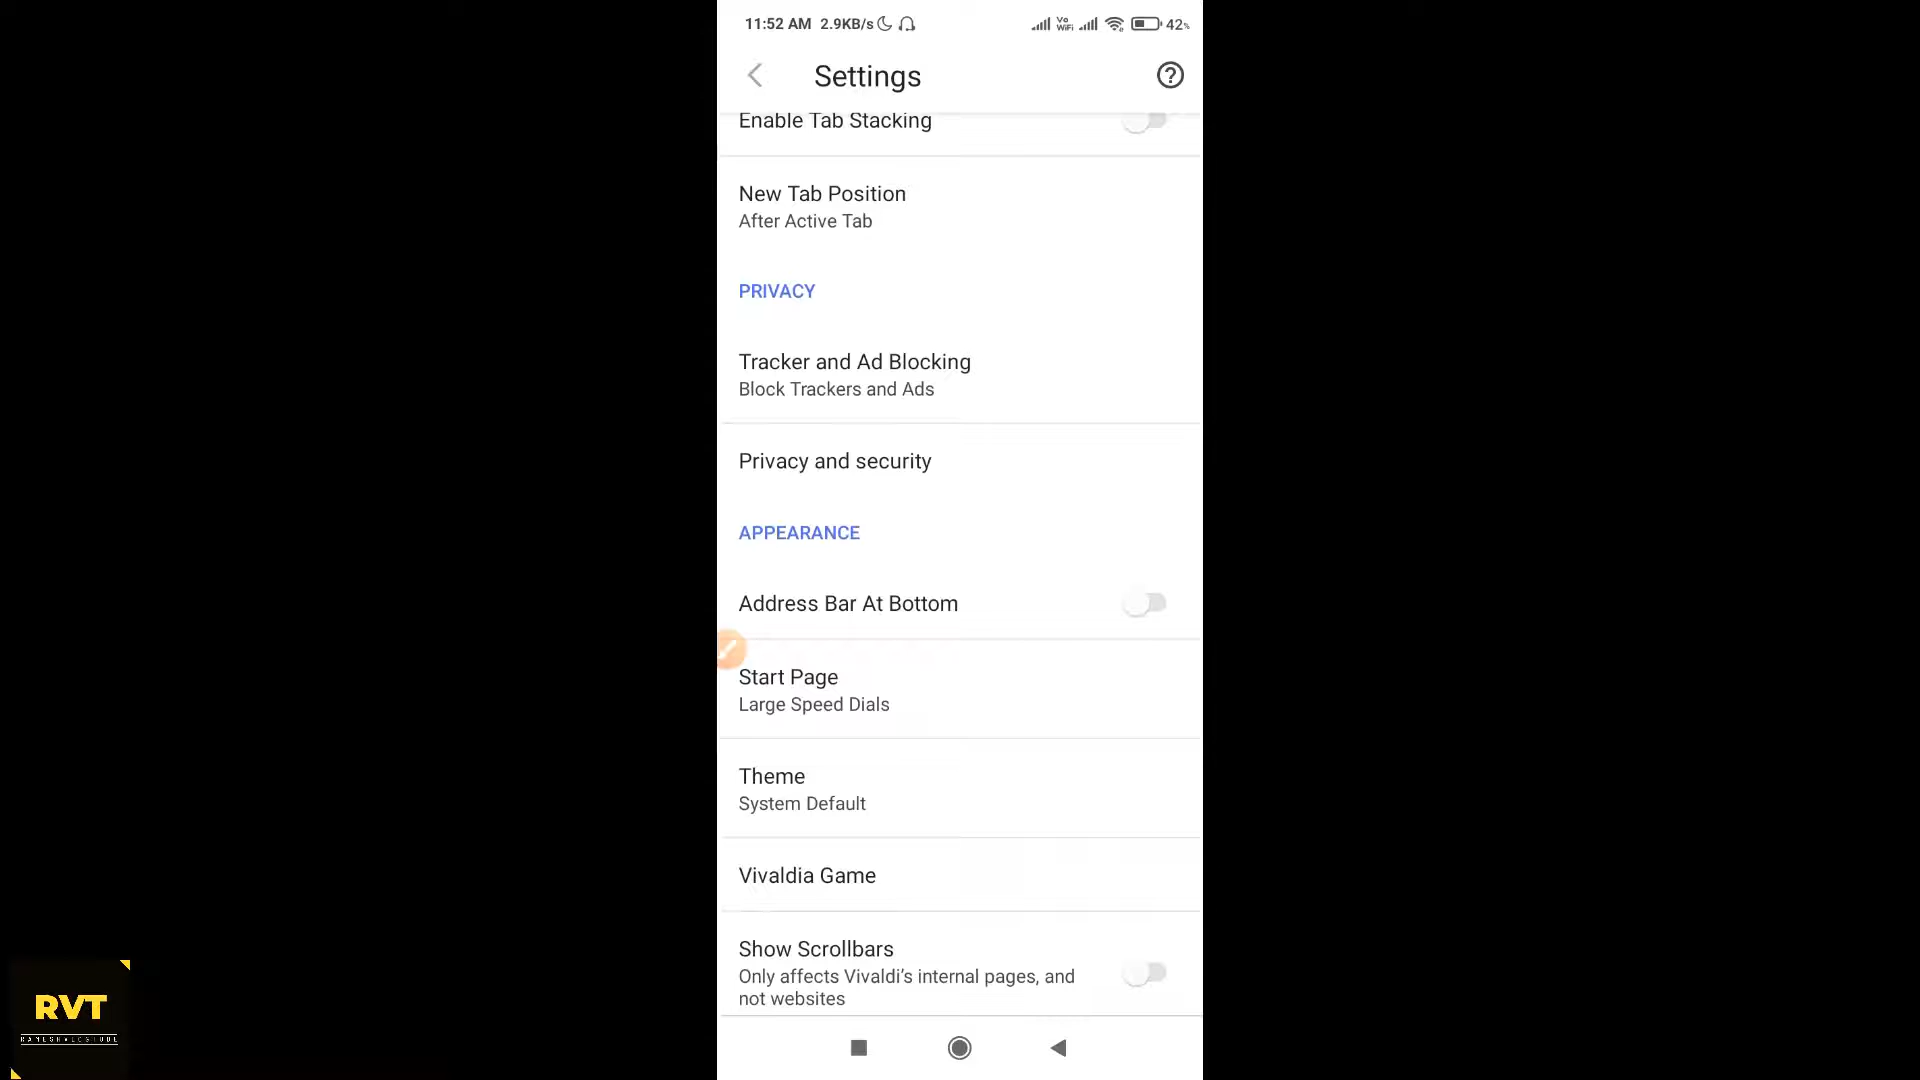 11:52 AM 2.9KB/s Vo WiFi 42%
Settings
Enable Tab Stacking
New Tab Position
After Active Tab
PRIVACY
Tracker and Ad Blocking
Block Trackers and Ads
Privacy and security
APPEARANCE
Address Bar At Bottom
Start Page
Large Speed Dials
Theme
System Default
Vivaldia Game
Show Scrollbars
Only affects Vivaldi’s internal pages, and
not websites
RVT